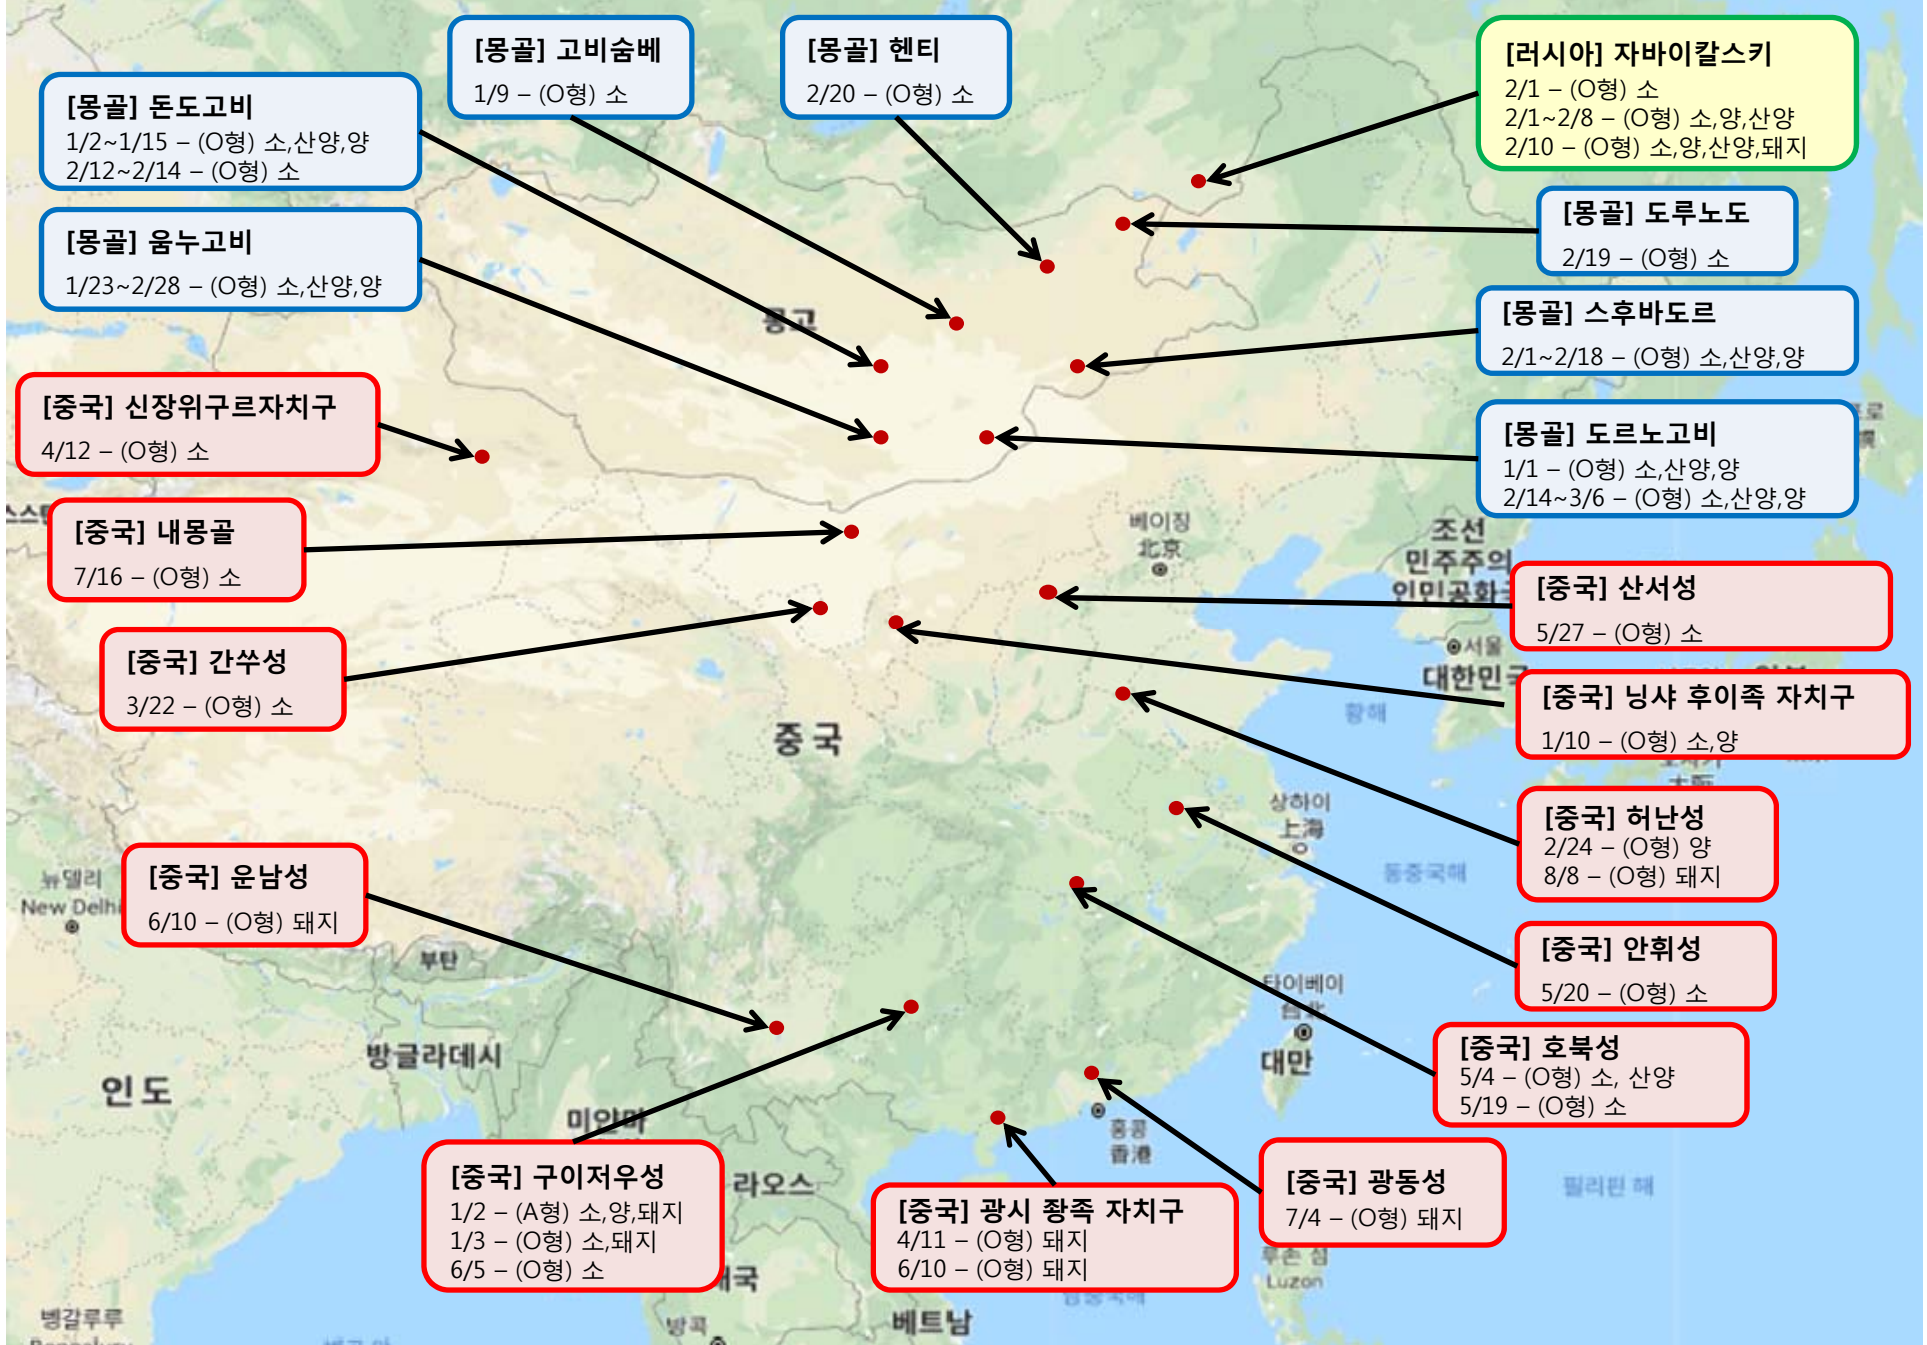 [몽골] 고비숨베
1/9 – (O형) 소
[몽골] 헨티
2/20 – (O형) 소
[러시아] 자바이칼스키
2/1 – (O형) 소
2/1~2/8 – (O형) 소,양,산양
2/10 – (O형) 소,양,산양,돼지
[몽골] 돈도고비
1/2~1/15 – (O형) 소,산양,양
2/12~2/14 – (O형) 소
[몽골] 도루노도
2/19 – (O형) 소
[몽골] 움누고비
1/23~2/28 – (O형) 소,산양,양
몽고
[몽골] 스후바도르
2/1~2/18 – (O형) 소,산양,양
[중국] 신장위구르자치구
4/12 – (O형) 소
[몽골] 도르노고비
1/1 – (O형) 소,산양,양
2/14~3/6 – (O형) 소,산양,양
[중국] 내몽골
7/16 – (O형) 소
베이징
北京
조선
민주주의
인민공화국
[중국] 산서성
5/27 – (O형) 소
[중국] 간쑤성
3/22 – (O형) 소
서울
대한민국
[중국] 닝샤 후이족 자치구
1/10 – (O형) 소,양
황해
중국
[중국] 허난성
2/24 – (O형) 양
8/8 – (O형) 돼지
상하이
上海
[중국] 운남성
6/10 – (O형) 돼지
뉴델리
New Delhi
동중국해
[중국] 안휘성
5/20 – (O형) 소
부탄
타이베이
台北
대만
[중국] 호북성
5/4 – (O형) 소, 산양
5/19 – (O형) 소
방글라데시
인도
미얀마
홍콩
香港
[중국] 구이저우성
1/2 – (A형) 소,양,돼지
1/3 – (O형) 소,돼지
6/5 – (O형) 소
라오스
[중국] 광시 좡족 자치구
4/11 – (O형) 돼지
6/10 – (O형) 돼지
[중국] 광동성
7/4 – (O형) 돼지
필리핀 해
루손 섬
Luzon
태국
남중국해
벵갈루루
방콕
베트남